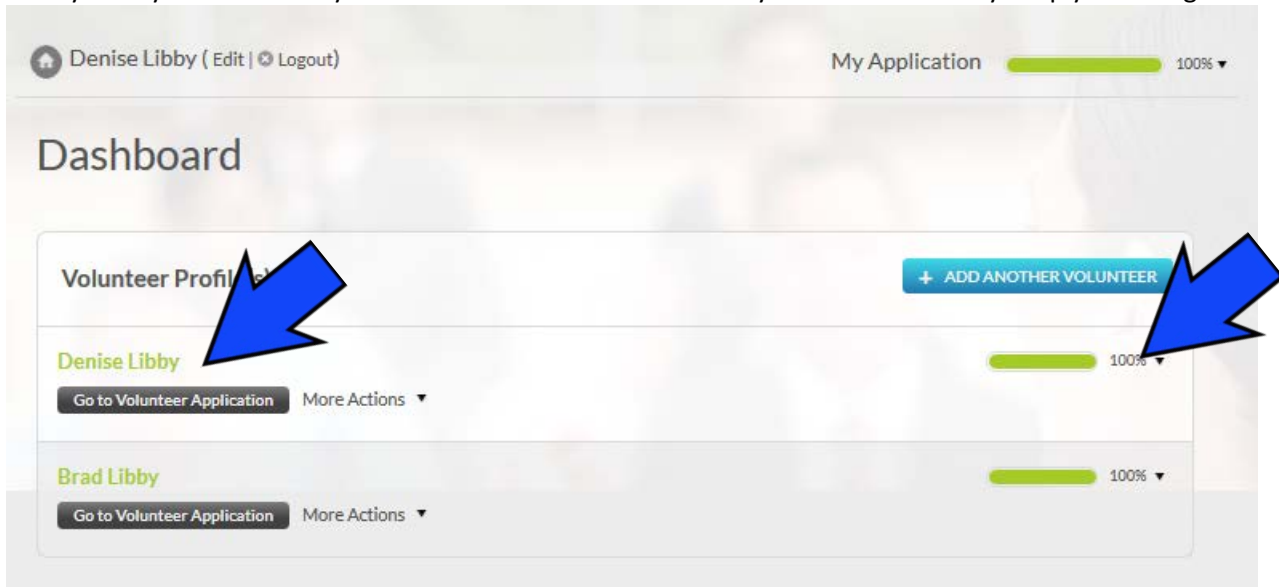 Denise Libby ( Edit | Logout)
My Application 100% ▼
Dashboard
Volunteer
+ ADD ANOTHER VOLUNTEER
Denise Libby
100% ▼
Go to Volunteer Application More Actions ▼
Brad Libby
100% ▼
Go to Volunteer Application More Actions ▼